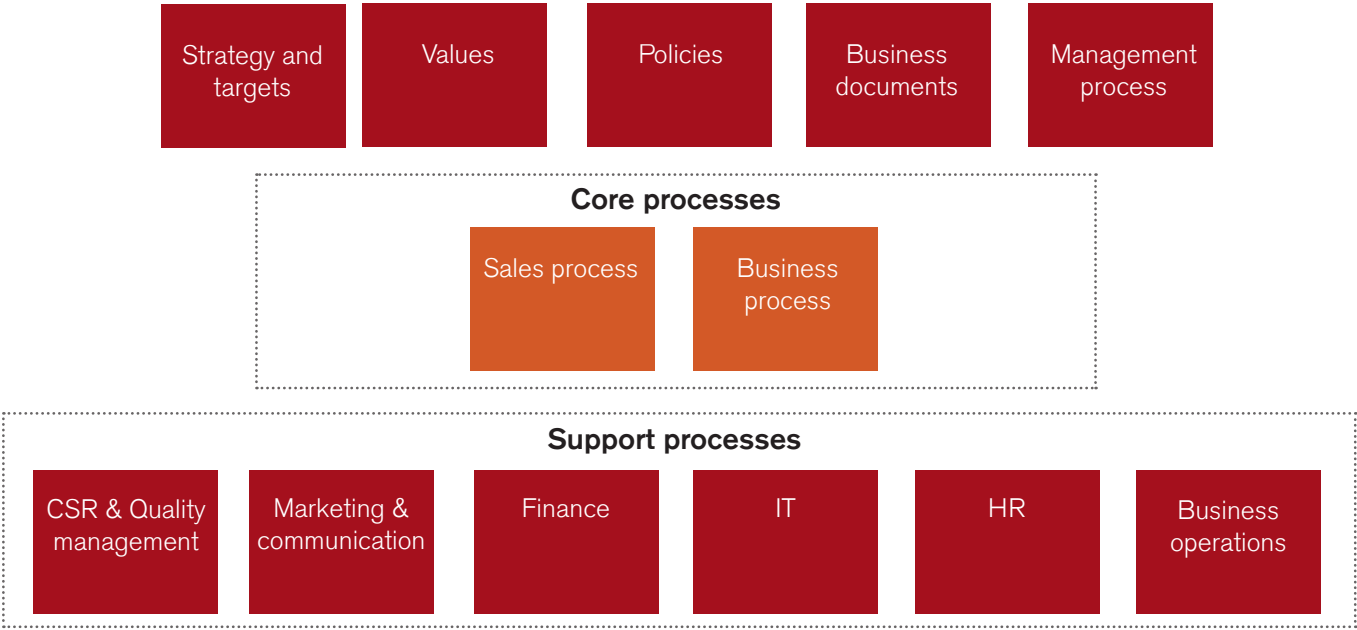 Strategy and
targets
Values
Policies
Business
documents
Management
process
Core processes
Sales process
Business
process
Support processes
CSR & Quality
management
Marketing &
communication
Finance
IT
HR
Business
operations